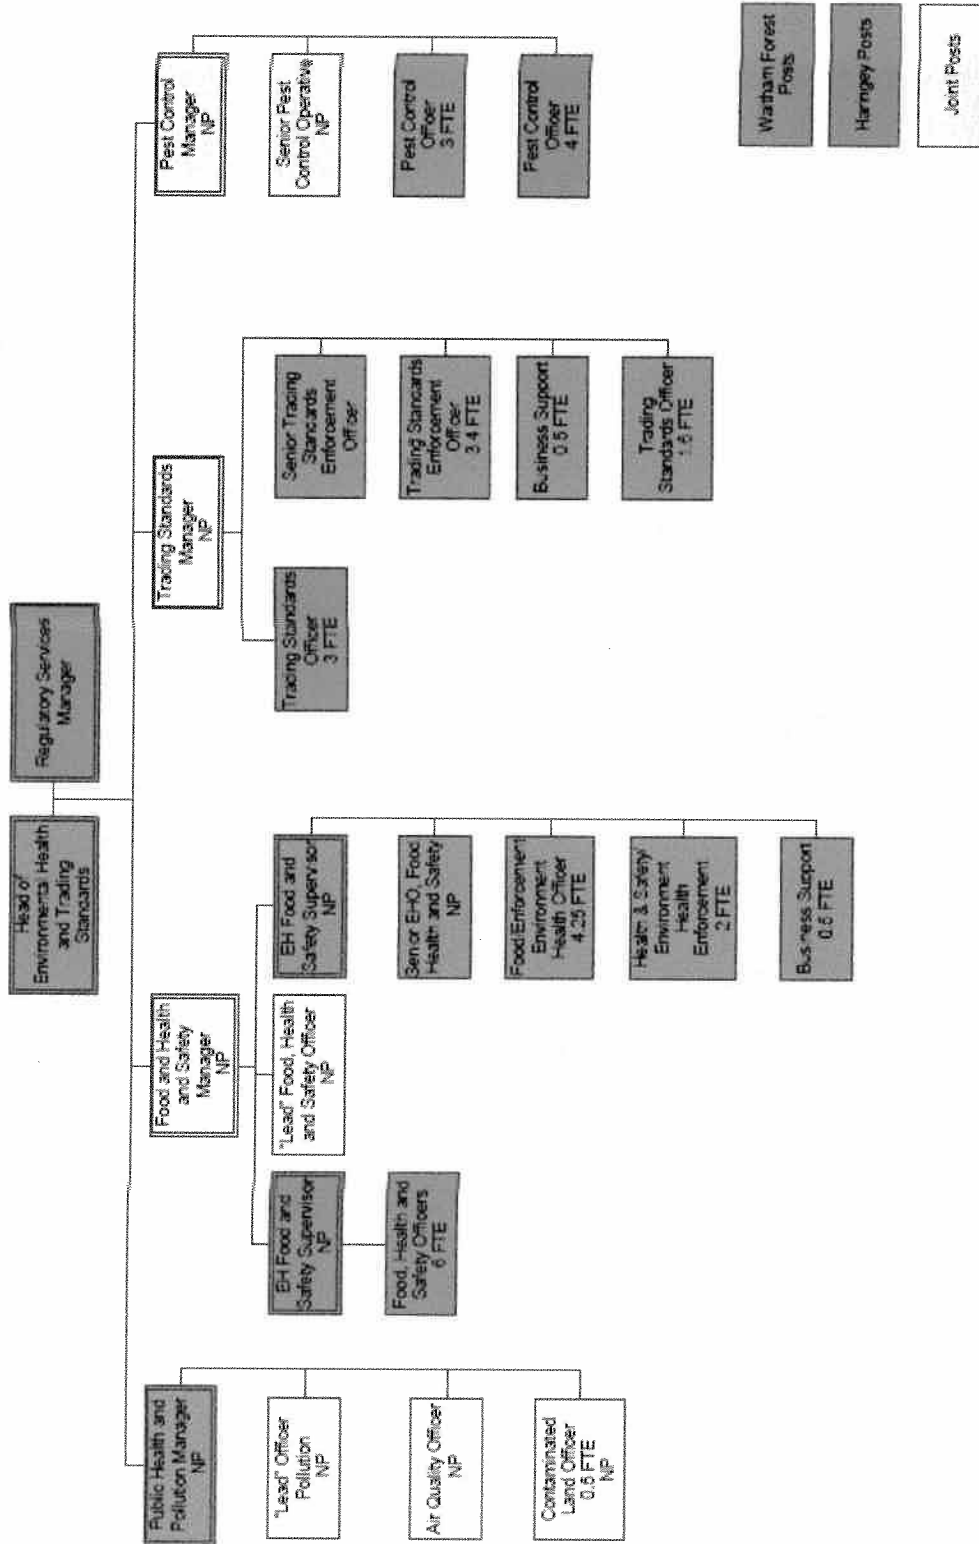 Head of
Environmental Health
and Trading
Standards
Regulatory Services
Manager
Public Health and
Pollution Manager
NP
"Lead" Officer
Pollution
NP
Air Quality Officer
NP
Contaminated
Land Officer
0.5 FTE
NP
Food and Health
and Safety
Manager
NP
EH Food and
Safety Supervisor
NP
Food, Health and
Safety Officers
6 FTE
"Lead" Food, Health
and Safety Officer
NP
EH Food and
Safety Supervisor
NP
Senior EHO, Food
Health and Safety
NP
Food/Enforcement
Environment
Health Officer
4.25 FTE
Health & Safety/
Environment
Health
Enforcement
2 FTE
Business Support
0.5 FTE
Trading Standards
Manager
NP
Trading Standards
Officer
3 FTE
Senior Trading
Standards
Enforcement
Officer
Trading Standards
Enforcement
Officer
3.4 FTE
Business Support
0.5 FTE
Trading
Standards Officer
1.6 FTE
Pest Control
Manager
NP
Senior Pest
Control Operative
NP
Pest Control
Officer
3 FTE
Pest Control
Officer
4 FTE
Waltham Forest
Posts
Haringey Posts
Joint Posts